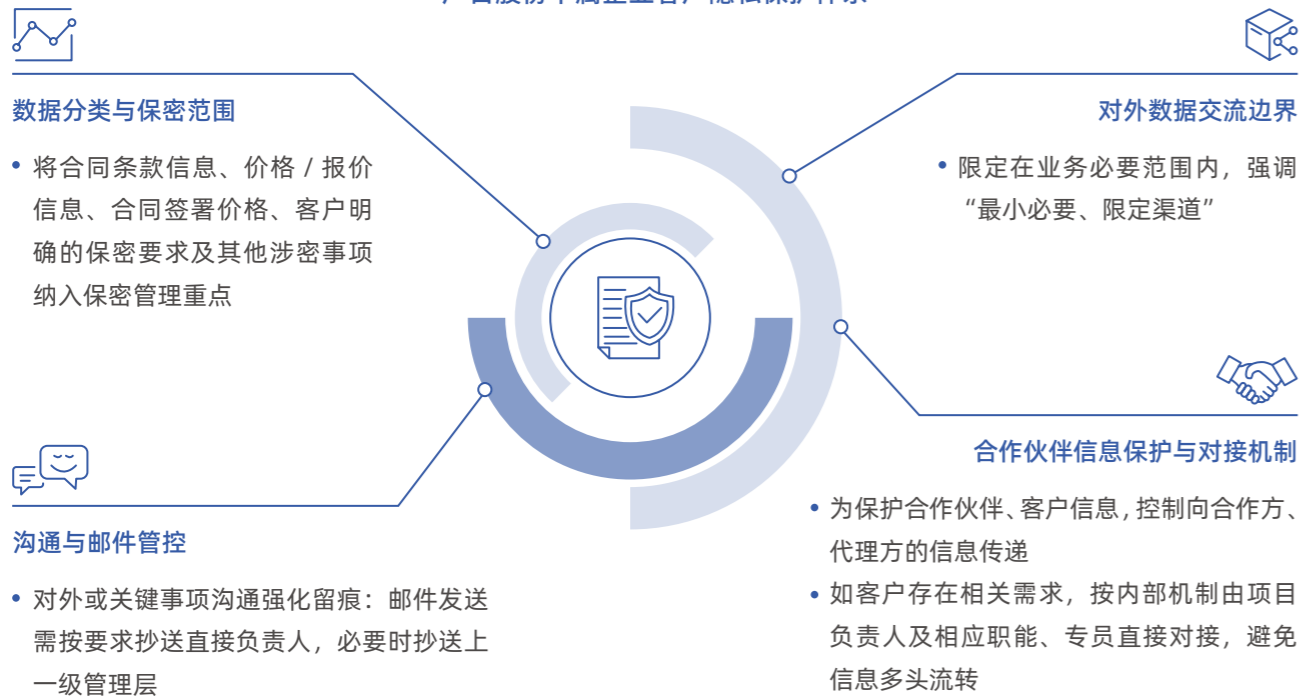 数据分类与保密范围
• 将合同条款信息、价格 / 报价
信息、合同签署价格、客户明
确的保密要求及其他涉密事项
纳入保密管理重点
对外数据交流边界
• 限定在业务必要范围内，强调
“最小必要、限定渠道”
沟通与邮件管控
• 对外或关键事项沟通强化留痕：邮件发送
需按要求抄送直接负责人，必要时抄送上
一级管理层
合作伙伴信息保护与对接机制
• 为保护合作伙伴、客户信息，控制向合作方、
代理方的信息传递
• 如客户存在相关需求，按内部机制由项目
负责人及相应职能、专员直接对接，避免
信息多头流转